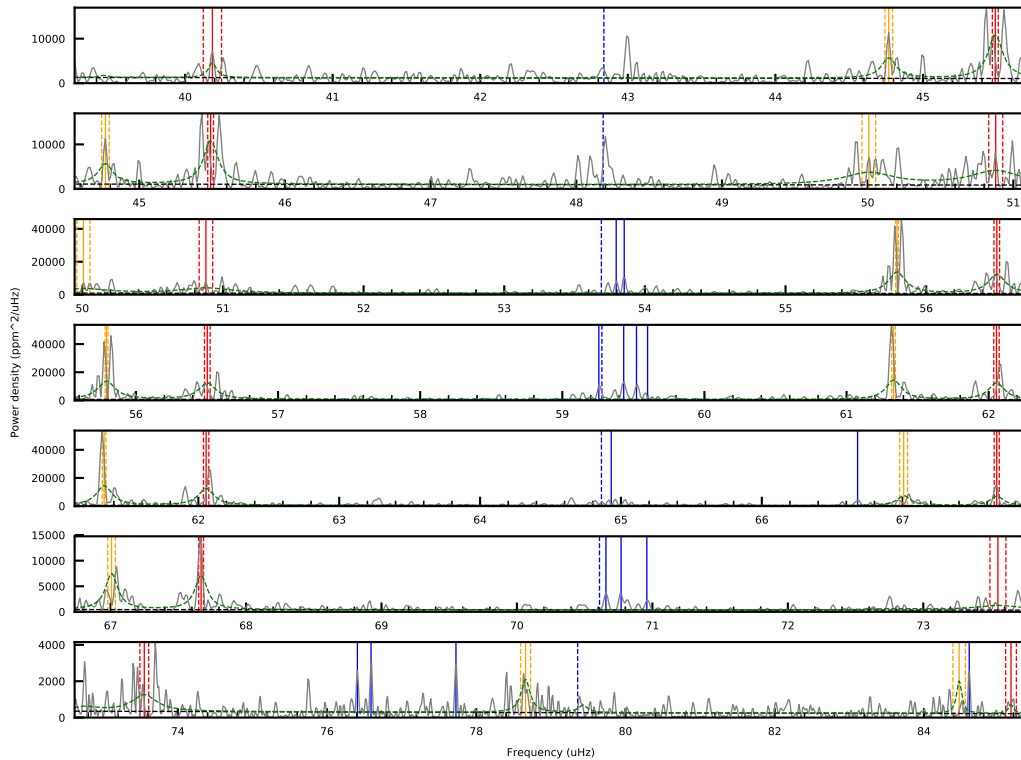 10000
0
40 41 42 43 44 45
10000
0
45 46 47 48 49 50 51
40000
20000
0
50 51 52 53 54 55 56
Power density (ppm^2/uHz)
40000
20000
0
56 57 58 59 60 61 62
40000
20000
0
62 63 64 65 66 67
15000
10000
5000
0
67 68 69 70 71 72 73
4000
2000
0
74 76 78 80 82 84
Frequency (uHz)